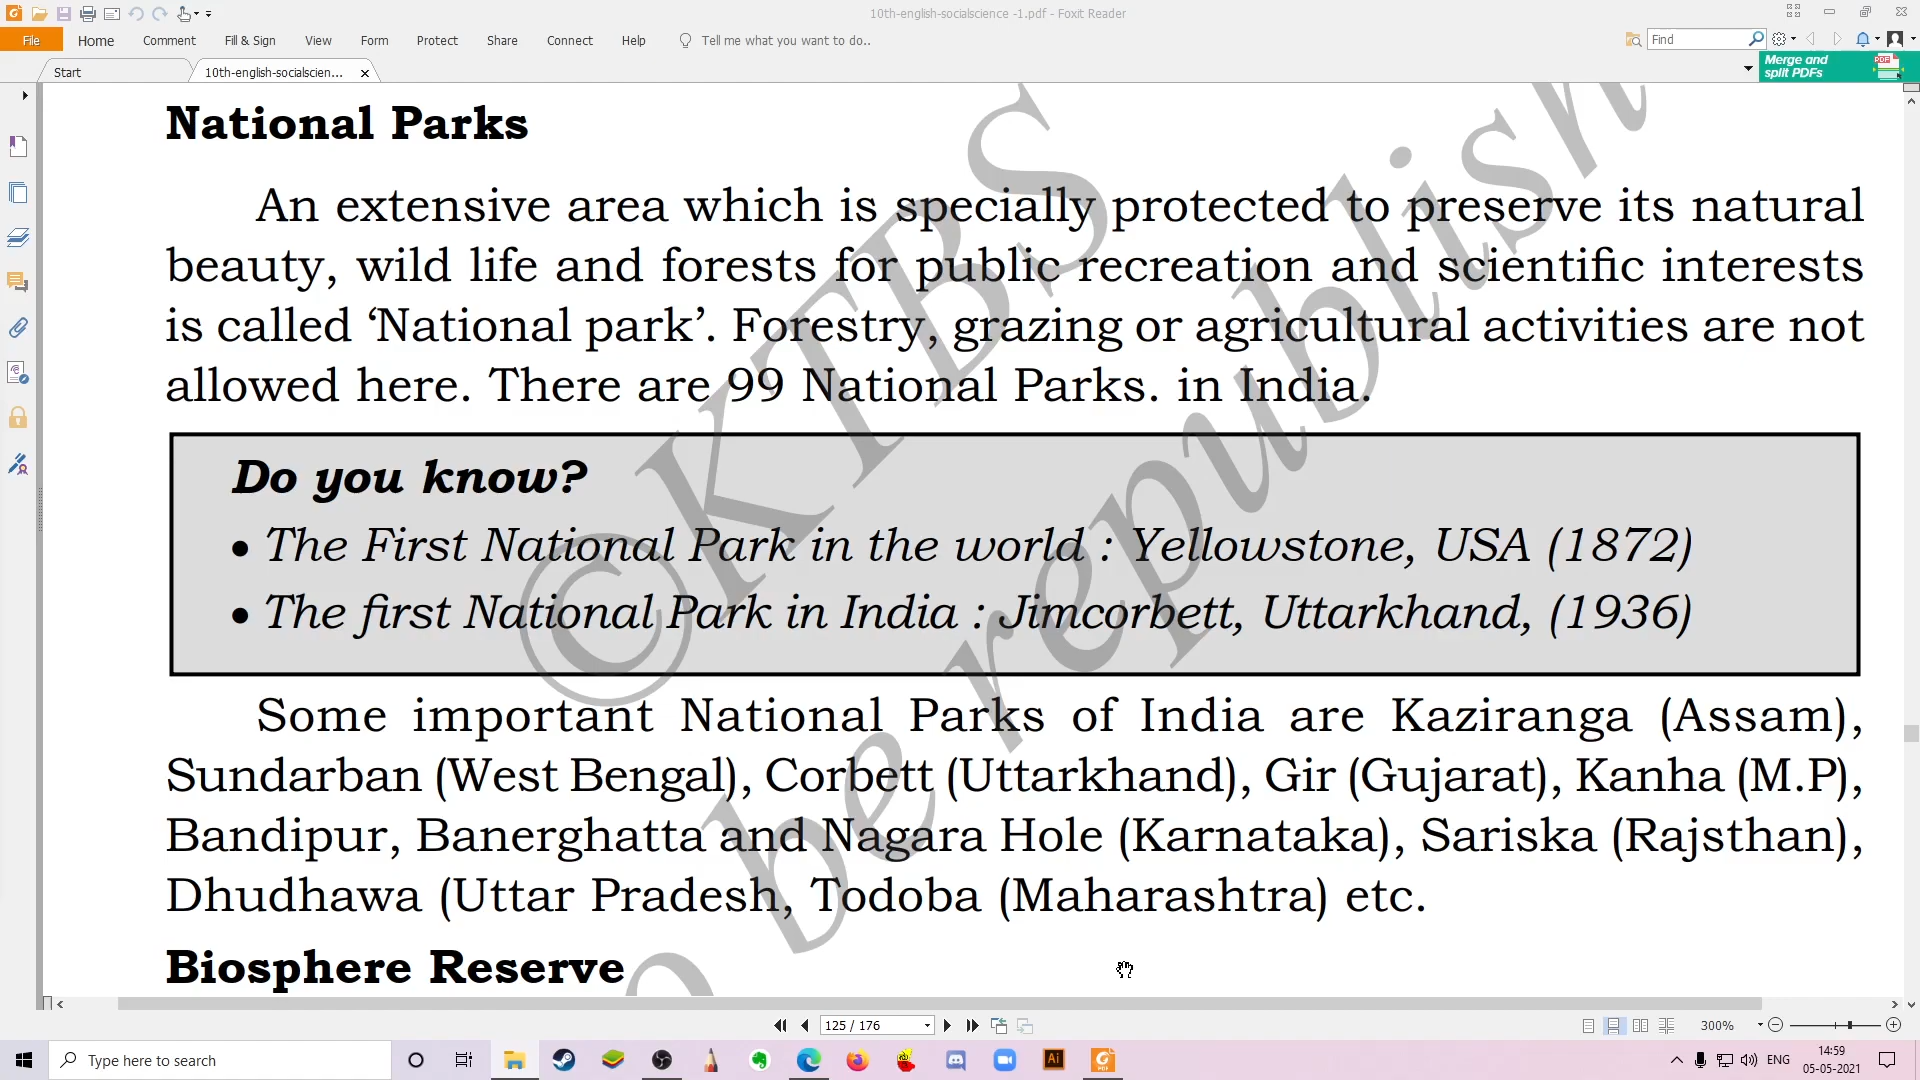 10th-english-socialscience -1.pdf - Foxit Reader
File Home Comment Fill & Sign View Form Protect Share Connect Help Tell me what you want to do.. Find
Start 10th-english-socialscien... Merge and
split PDFs
National Parks
An extensive area which is specially protected to preserve its natural
beauty, wild life and forests for public recreation and scientific interests
is called ‘National park’. Forestry, grazing or agricultural activities are not
allowed here. There are 99 National Parks. in India.
Do you know?
• The First National Park in the world : Yellowstone, USA (1872)
• The first National Park in India : Jimcorbett, Uttarkhand, (1936)
Some important National Parks of India are Kaziranga (Assam),
Sundarban (West Bengal), Corbett (Uttarkhand), Gir (Gujarat), Kanha (M.P),
Bandipur, Banerghatta and Nagara Hole (Karnataka), Sariska (Rajsthan),
Dhudhawa (Uttar Pradesh, Todoba (Maharashtra) etc.
Biosphere Reserve
©KTBS
be republish
125 / 176 300%
Type here to search Ai ENG 14:59
05-05-2021